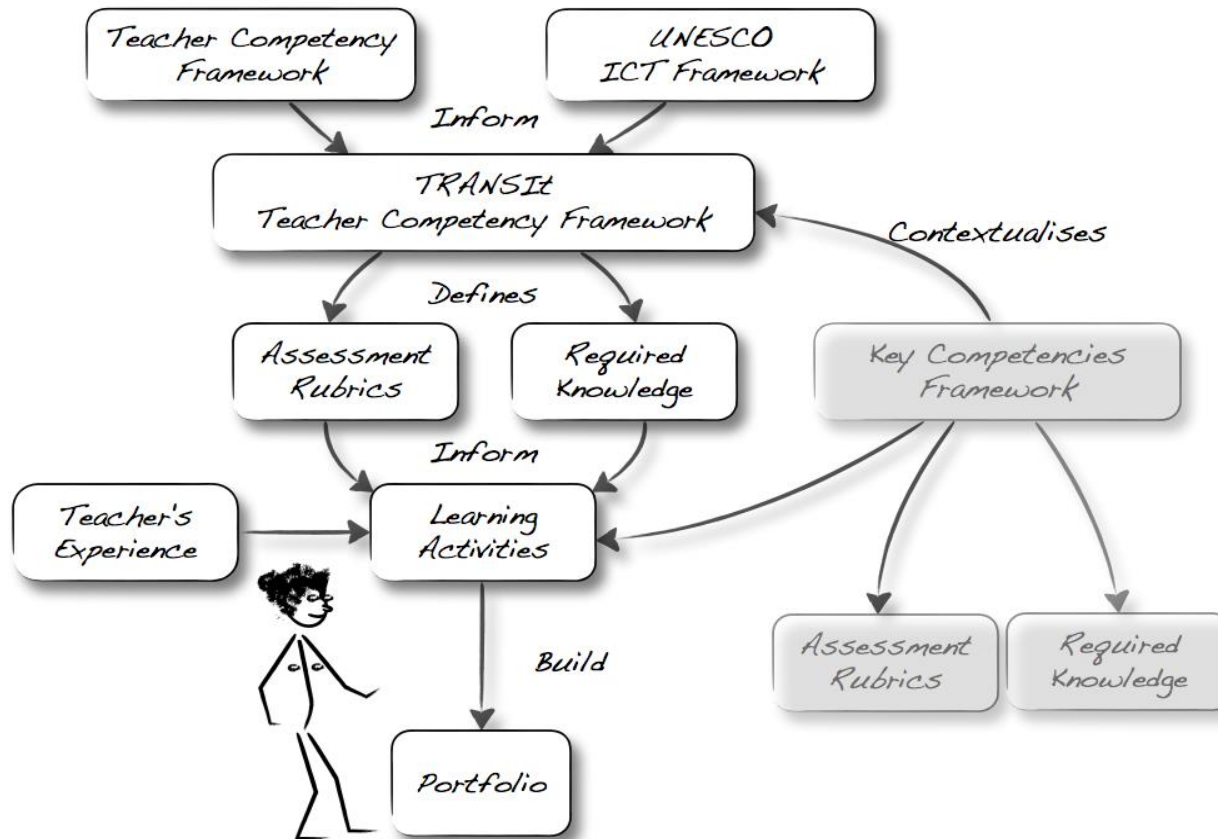 Teacher Competency
Framework
UNESCO
ICT Framework
Inform
TRANSIt
Teacher Competency Framework
Contextualises
Defines
Assessment
Rubrics
Required
Knowledge
Key Competencies
Framework
Inform
Teacher's
Experience
Learning
Activities
Build
Assessment
Rubrics
Required
Knowledge
Portfolio